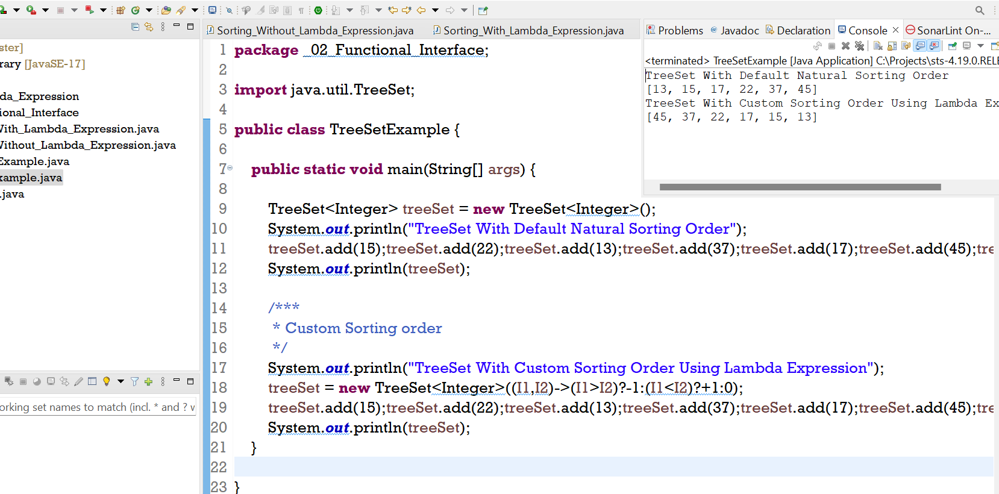 ster]
rary [JavaSE-17]
da_Expression
ional_Interface
With_Lambda_Expression.java
Without_Lambda_Expression.java
Example.java
xample.java
.java
orking set names to match (incl. * and ? w
Sorting_Without_Lambda_Expression.java
Sorting_With_Lambda_Expression.java
1 package _02_Functional_Interface;
2
3 import java.util.TreeSet;
4
5 public class TreeSetExample {
6
7 public static void main(String[] args) {
8
9 TreeSet<Integer> treeSet = new TreeSet<Integer>();
10 System.out.println("TreeSet With Default Natural Sorting Order");
11 treeSet.add(15);treeSet.add(22);treeSet.add(13);treeSet.add(37);treeSet.add(17);treeSet.add(45);tre
12 System.out.println(treeSet);
13
14 /***
15 * Custom Sorting order
16 */
17 System.out.println("TreeSet With Custom Sorting Order Using Lambda Expression");
18 treeSet = new TreeSet<Integer>((I1,I2)->(I1>I2)?-1:(I1<I2)?+1:0);
19 treeSet.add(15);treeSet.add(22);treeSet.add(13);treeSet.add(37);treeSet.add(17);treeSet.add(45);tre
20 System.out.println(treeSet);
21 }
22
23 }
Problems @ Javadoc Declaration Console SonarLint On-...
<terminated> TreeSetExample [Java Application] C:\Projects\sts-4.19.0.RELE
TreeSet With Default Natural Sorting Order
[13, 15, 17, 22, 37, 45]
TreeSet With Custom Sorting Order Using Lambda Ex
[45, 37, 22, 17, 15, 13]